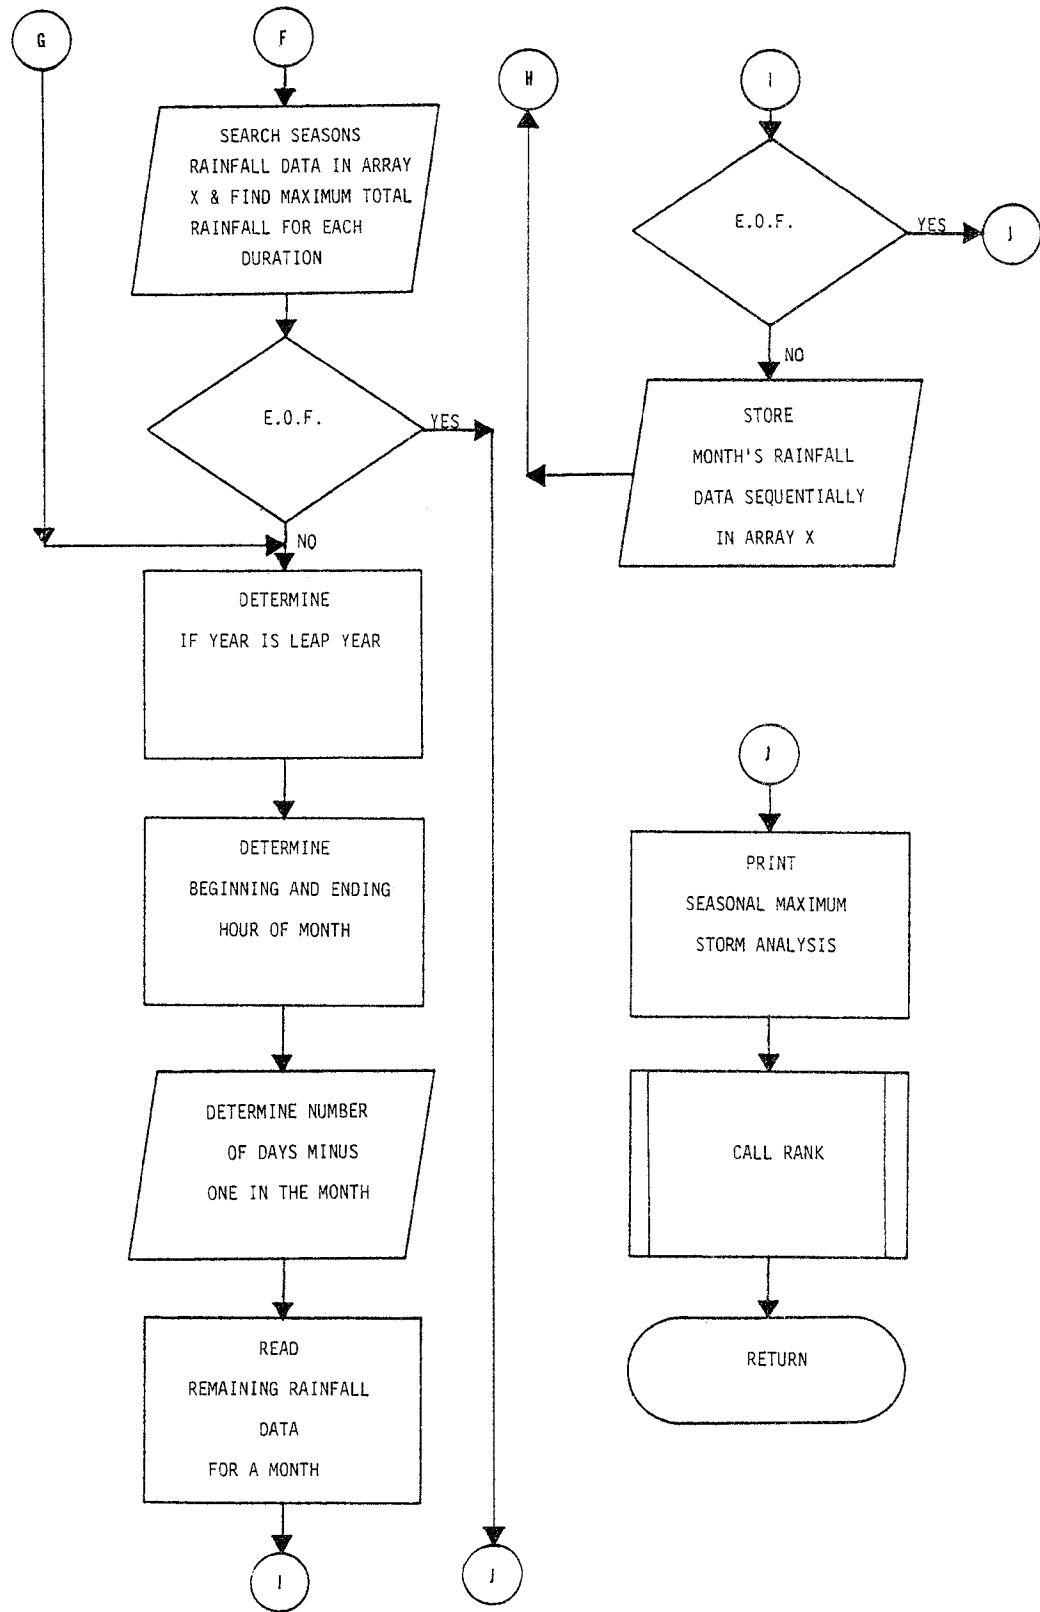 G
F
SEARCH SEASONS
RAINFALL DATA IN ARRAY
X & FIND MAXIMUM TOTAL
RAINFALL FOR EACH
DURATION
E.O.F.
YES
NO
DETERMINE
IF YEAR IS LEAP YEAR
DETERMINE
BEGINNING AND ENDING
HOUR OF MONTH
DETERMINE NUMBER
OF DAYS MINUS
ONE IN THE MONTH
READ
REMAINING RAINFALL
DATA
FOR A MONTH
I
J
H
I
E.O.F.
YES
J
NO
STORE
MONTH'S RAINFALL
DATA SEQUENTIALLY
IN ARRAY X
J
PRINT
SEASONAL MAXIMUM
STORM ANALYSIS
CALL RANK
RETURN